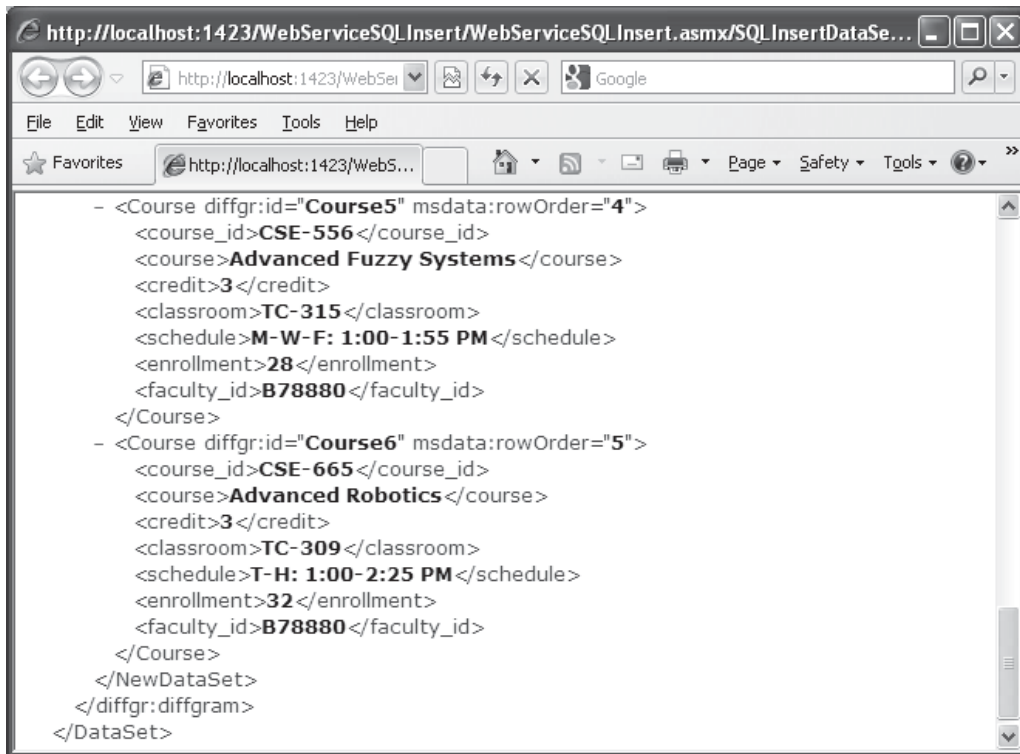 http://localhost:1423/WebServiceSQLInsert/WebServiceSQLInsert.asmx/SQLInsertDataSe...
http://localhost:1423/WebSer
Google
File Edit View Favorites Tools Help
Favorites http://localhost:1423/WebS... Page Safety Tools »
– <Course diffgr:id="Course5" msdata:rowOrder="4">
<course_id>CSE-556</course_id>
<course>Advanced Fuzzy Systems</course>
<credit>3</credit>
<classroom>TC-315</classroom>
<schedule>M-W-F: 1:00-1:55 PM</schedule>
<enrollment>28</enrollment>
<faculty_id>B78880</faculty_id>
</Course>
– <Course diffgr:id="Course6" msdata:rowOrder="5">
<course_id>CSE-665</course_id>
<course>Advanced Robotics</course>
<credit>3</credit>
<classroom>TC-309</classroom>
<schedule>T-H: 1:00-2:25 PM</schedule>
<enrollment>32</enrollment>
<faculty_id>B78880</faculty_id>
</Course>
</NewDataSet>
</diffgr:diffgram>
</DataSet>